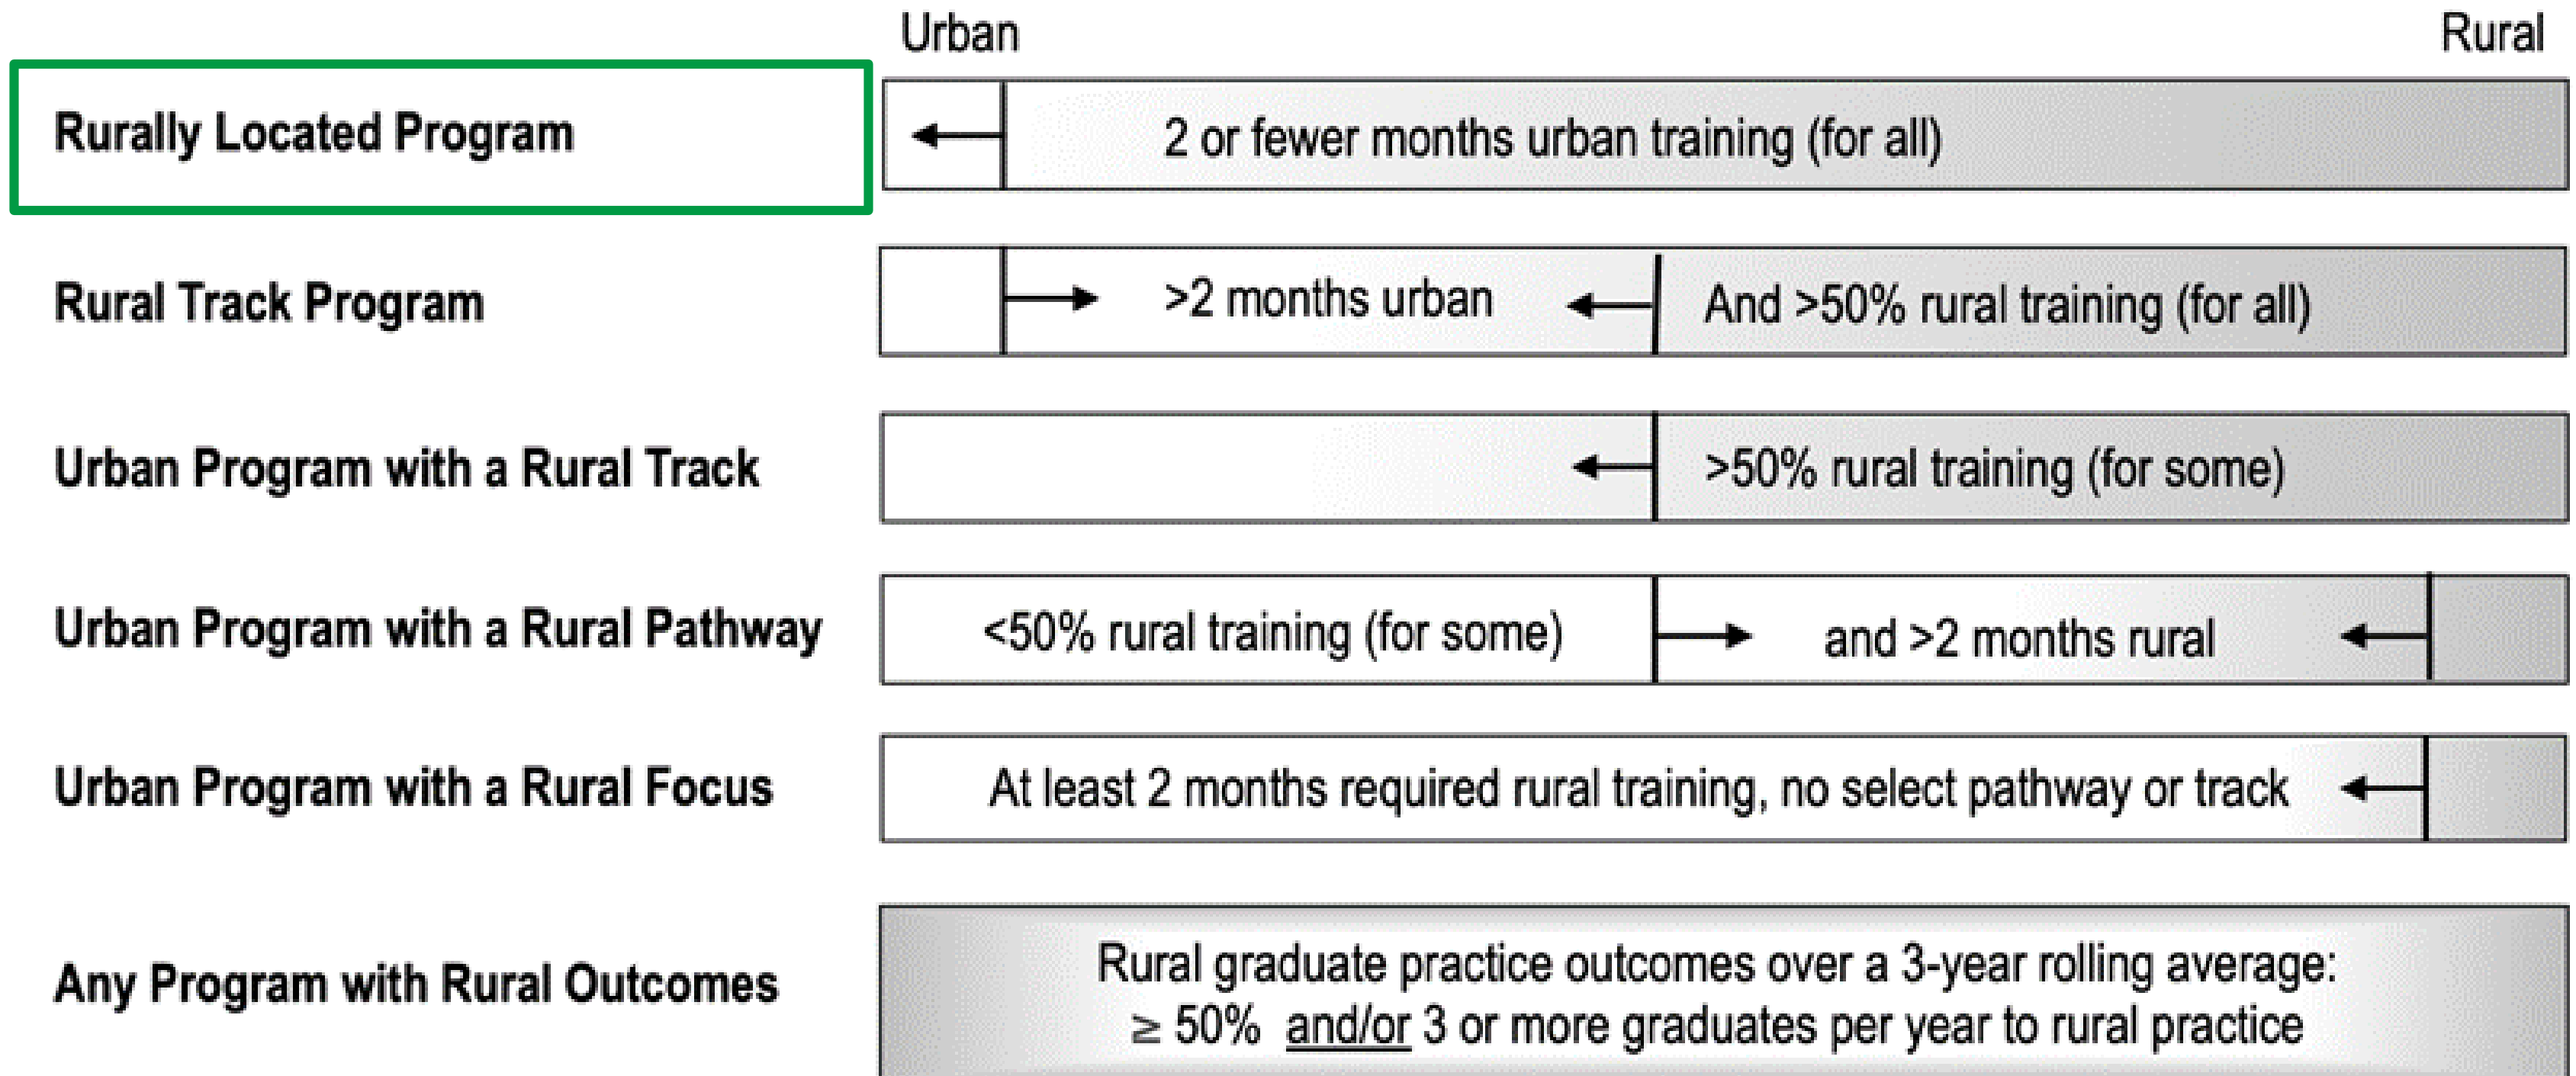 Urban Rural
Rurally Located Program
2 or fewer months urban training (for all)
Rural Track Program
>2 months urban
And >50% rural training (for all)
Urban Program with a Rural Track
>50% rural training (for some)
Urban Program with a Rural Pathway
<50% rural training (for some)
and >2 months rural
Urban Program with a Rural Focus
At least 2 months required rural training, no select pathway or track
Any Program with Rural Outcomes
Rural graduate practice outcomes over a 3-year rolling average:
≥ 50% and/or 3 or more graduates per year to rural practice